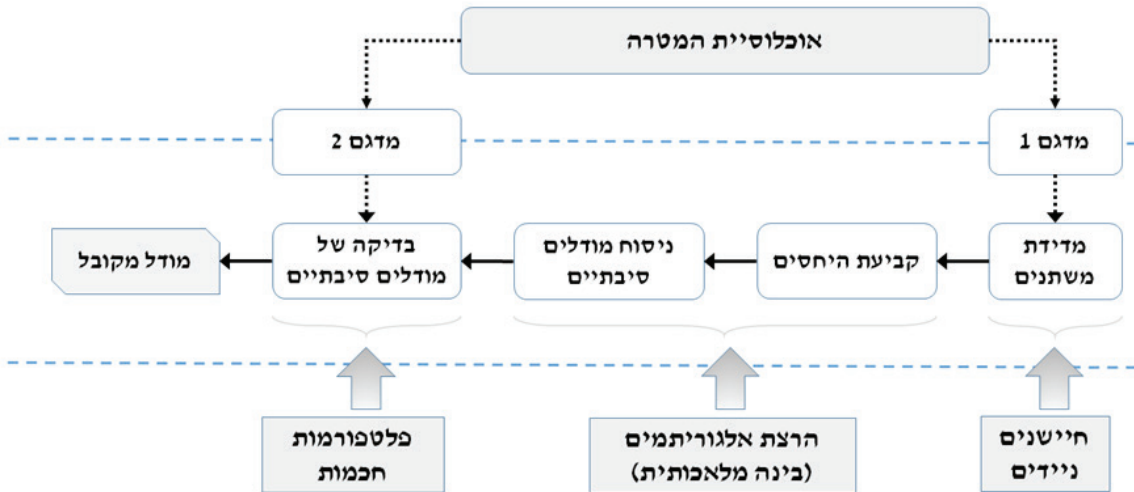 אוכלוסיית המטרה
מדגם 1
מדגם 2
מדידת
משתנים
קביעת היחסים
ניסוח מודלים
סיבתיים
בדיקה של
מודלים סיבתיים
מודל מקובל
חיישנים
ניידים
הרצת אלגוריתמים
(בינה מלאכותית)
פלטפורמות
חכמות